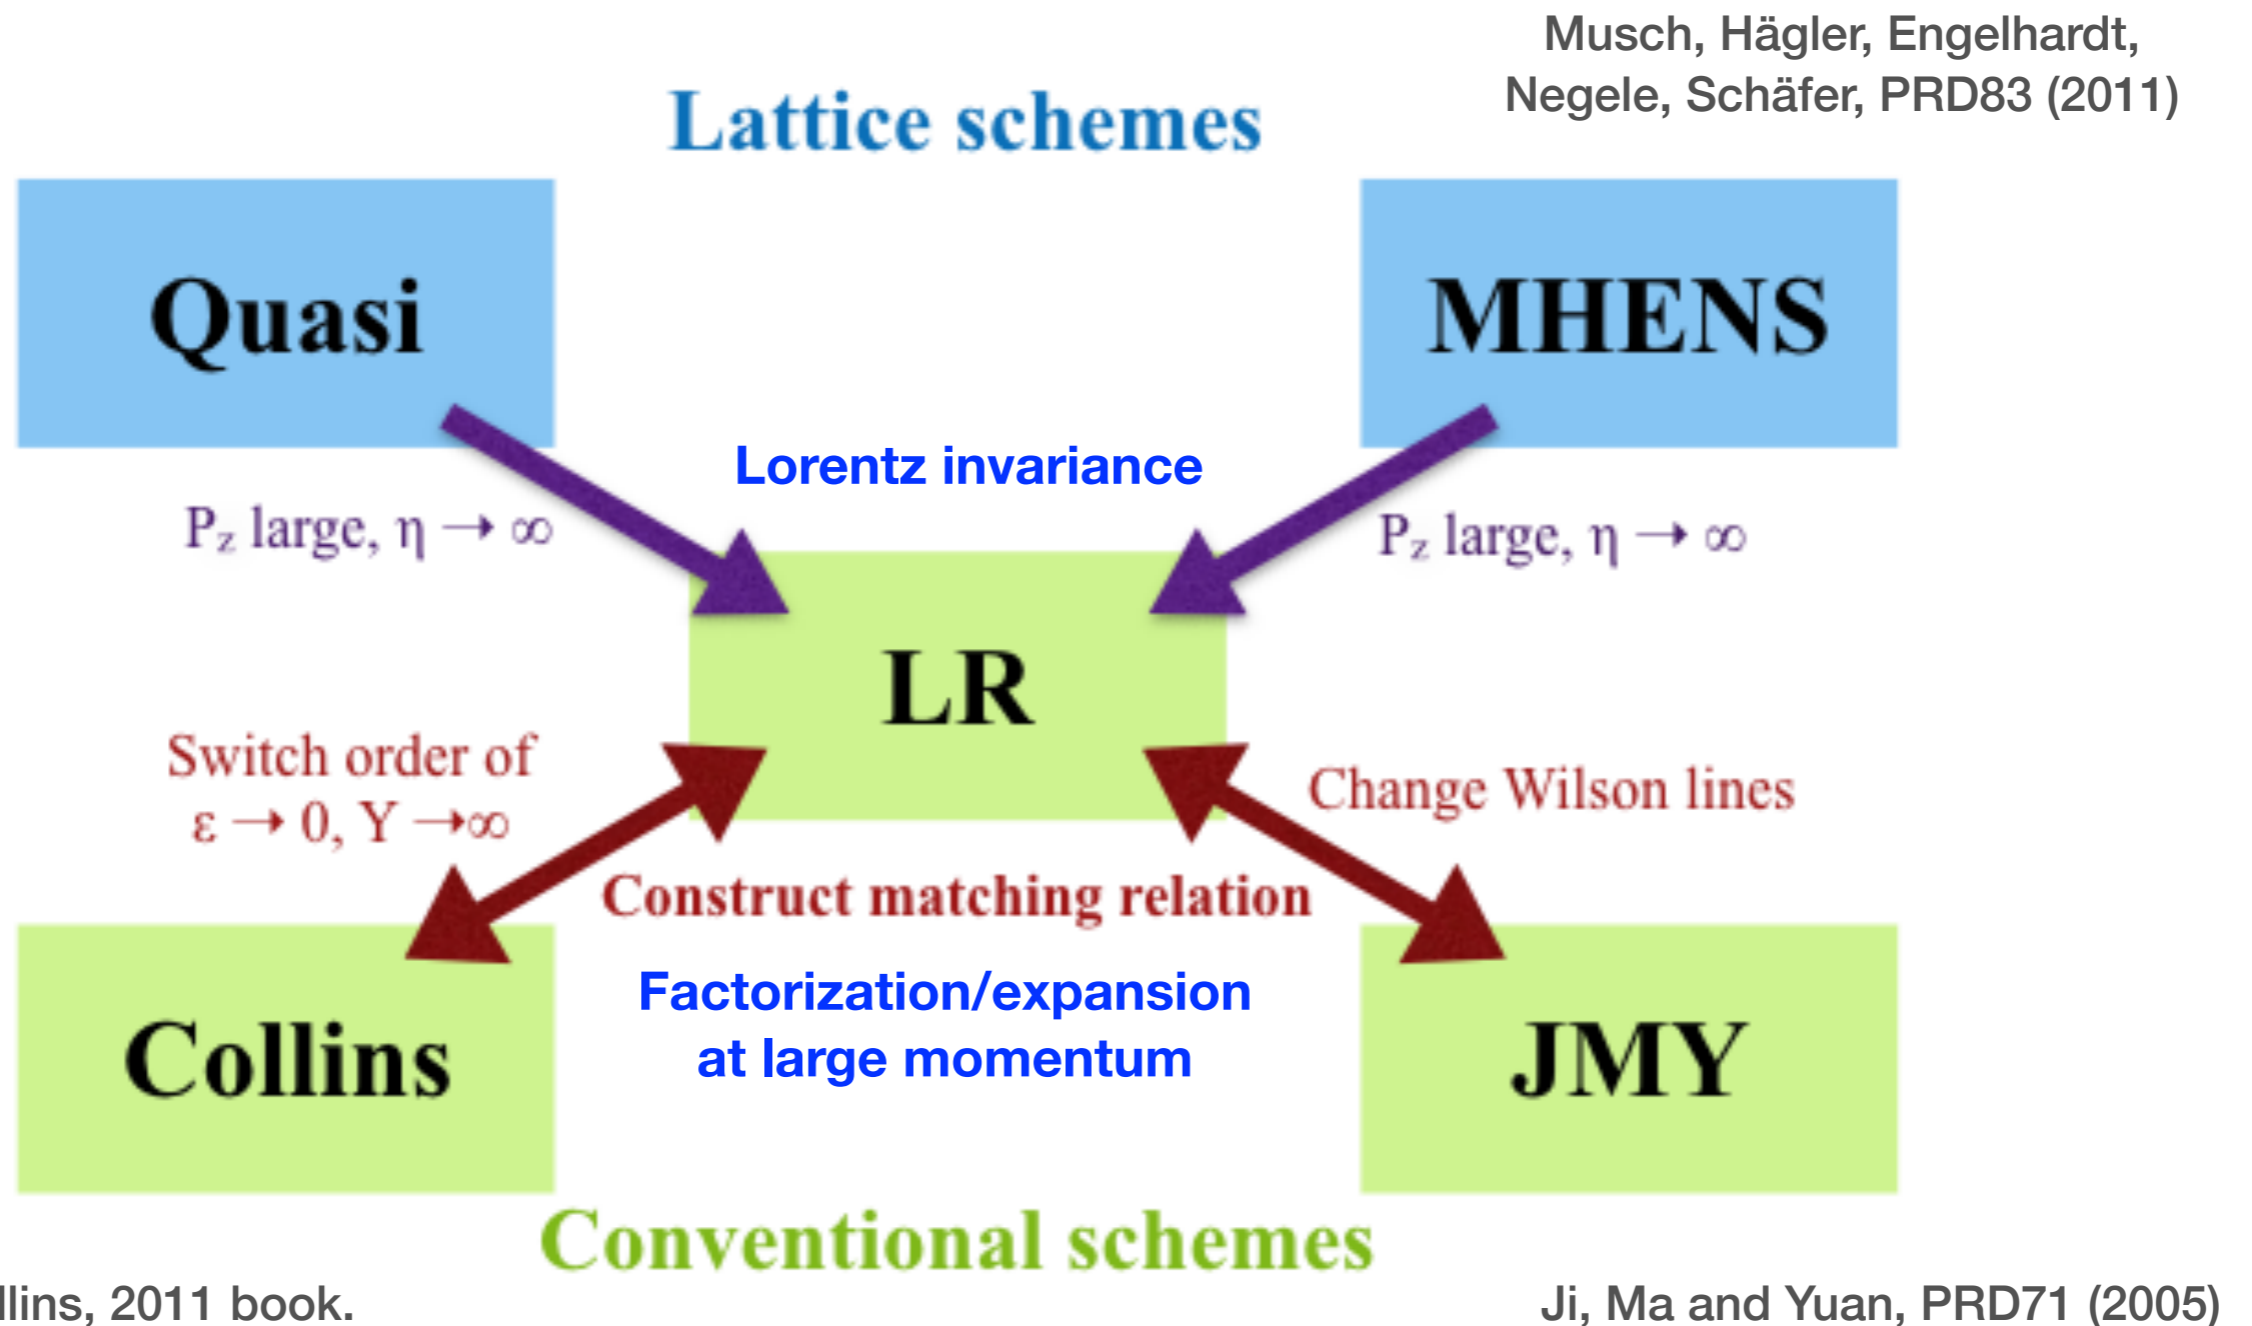 Musch, Hägler, Engelhardt,
Negele, Schäfer, PRD83 (2011)
Lattice schemes
Quasi
MHENS
Lorentz invariance
P_z large, η → ∞
P_z large, η → ∞
LR
Switch order of
ε → 0, Y →∞
Change Wilson lines
Construct matching relation
Factorization/expansion
at large momentum
Collins
JMY
Conventional schemes
llins, 2011 book.
Ji, Ma and Yuan, PRD71 (2005)